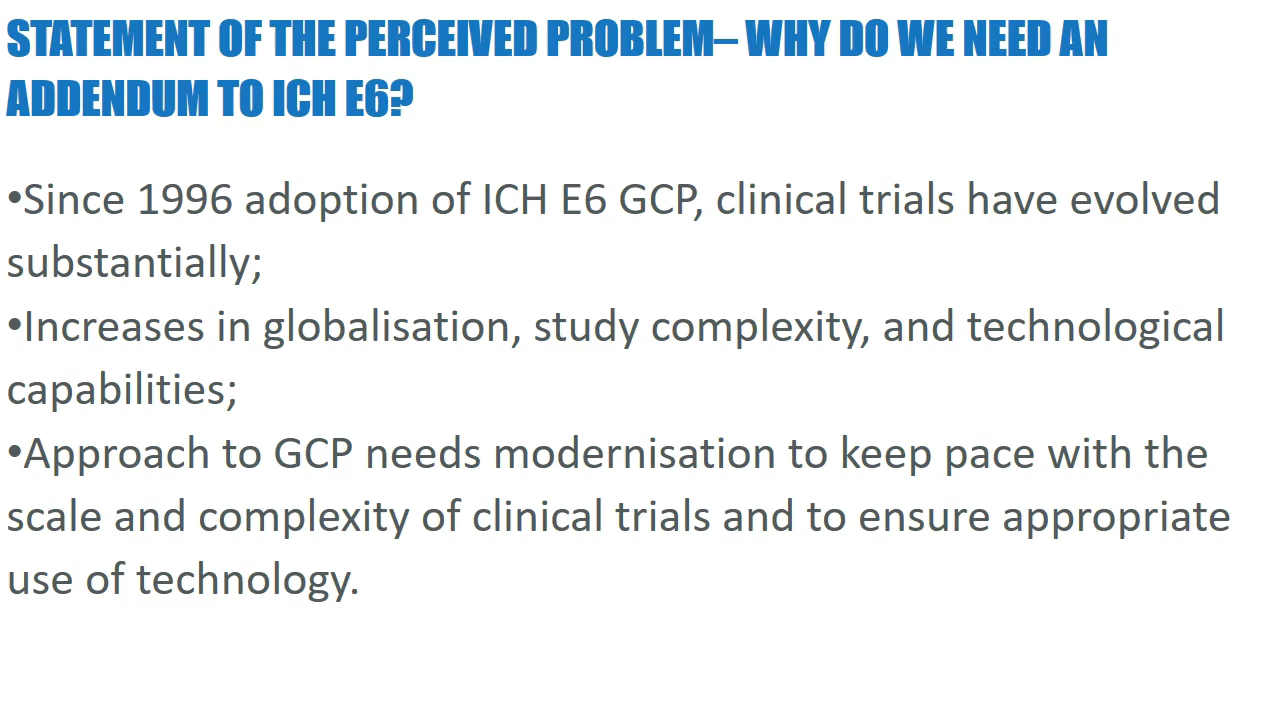 STATEMENT OF THE PERCEIVED PROBLEM– WHY DO WE NEED AN
ADDENDUM TO ICH E6?
•Since 1996 adoption of ICH E6 GCP, clinical trials have evolved
substantially;
•Increases in globalisation, study complexity, and technological
capabilities;
•Approach to GCP needs modernisation to keep pace with the
scale and complexity of clinical trials and to ensure appropriate
use of technology.